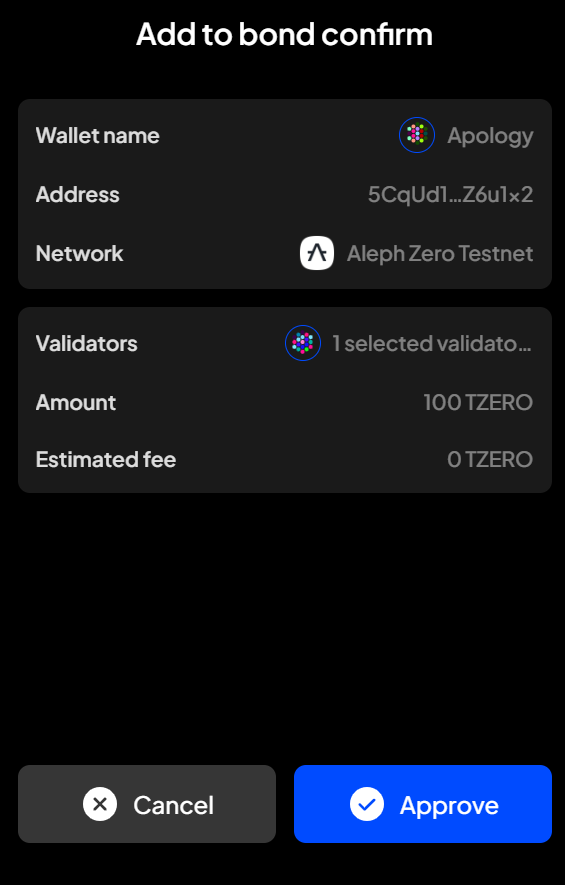 Add to bond confirm
Wallet name Apology
Address 5CqUd1...Z6u1x2
Network Aleph Zero Testnet
Validators 1 selected validato...
Amount 100 TZERO
Estimated fee 0 TZERO
Cancel Approve